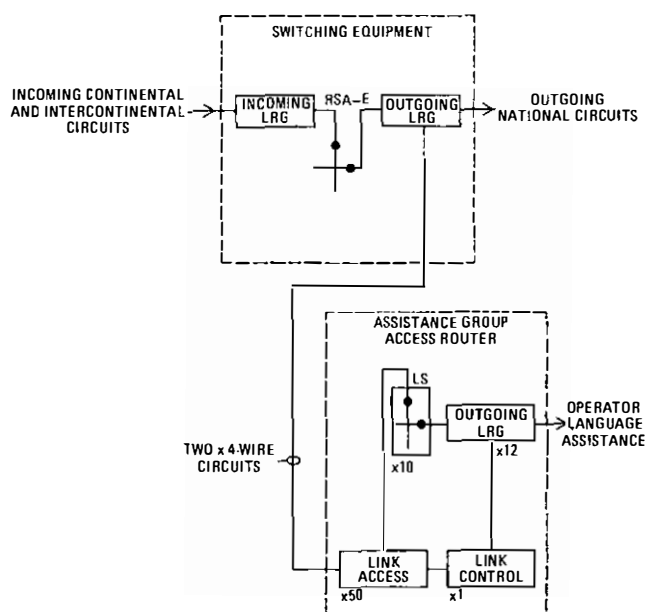 SWITCHING EQUIPMENT
INCOMING CONTINENTAL
AND INTERCONTINENTAL
CIRCUITS
INCOMING
LRG
RSA-E
OUTGOING
LRG
OUTGOING
NATIONAL CIRCUITS
ASSISTANCE GROUP
ACCESS ROUTER
LS
x10
OUTGOING
LRG
x12
OPERATOR
LANGUAGE
ASSISTANCE
TWO x 4-WIRE
CIRCUITS
LINK
ACCESS
x50
LINK
CONTROL
x1